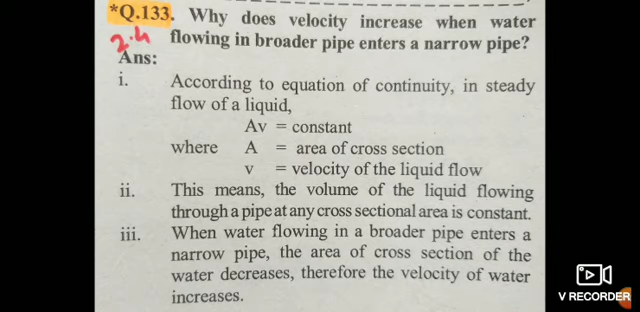 *Q.133. Why does velocity increase when water
2.4 flowing in broader pipe enters a narrow pipe?
Ans:
i. According to equation of continuity, in steady
flow of a liquid,
Av = constant
where A = area of cross section
v = velocity of the liquid flow
ii. This means, the volume of the liquid flowing
through a pipe at any cross sectional area is constant.
iii. When water flowing in a broader pipe enters a
narrow pipe, the area of cross section of the
water decreases, therefore the velocity of water
increases.
V RECORDER